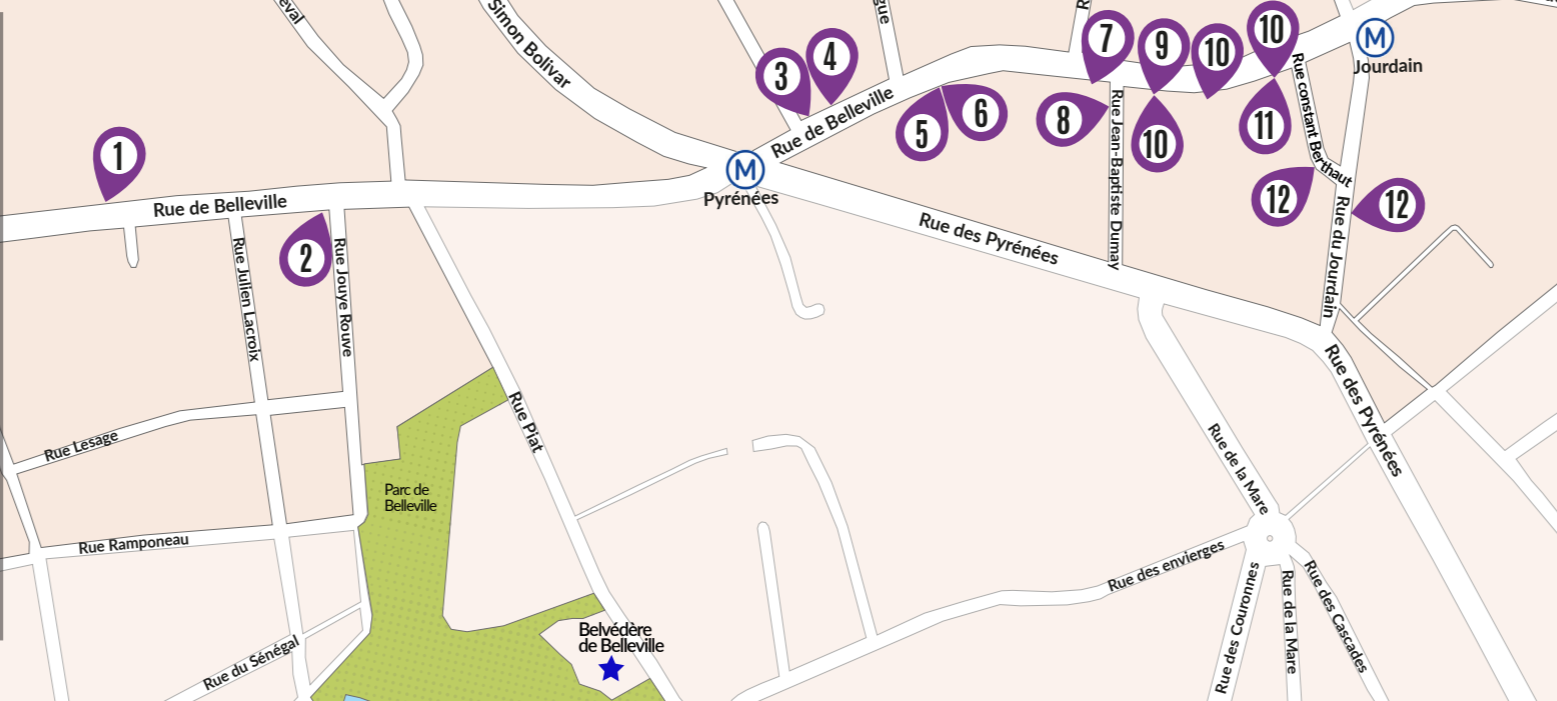 eval
Simon Bolivar
gue
R
7
9
10
10
M
Jourdain
3
4
Rue de Belleville
5
6
8
Rue Jean-Baptiste Dumay
10
11
Rue constant Berthaut
12
12
Rue du Jourdain
1
M
Pyrénées
Rue de Belleville
2
Rue Julien Lacroix
Rue Jouye Rouve
Rue des Pyrénées
Rue des Pyrénées
Rue Piat
Rue Lesage
Parc de
Belleville
Rue de la Mare
Rue Ramponeau
Rue des envierges
Rue des Couronnes
Rue de la Mare
Rue des Cascades
Belvédère
de Belleville
Rue du Sénégal